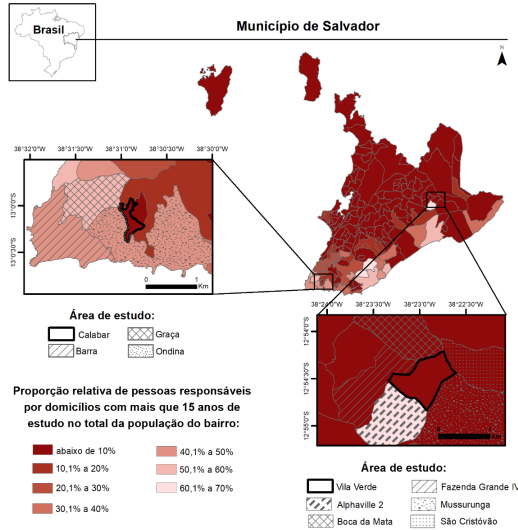 Brasil
Município de Salvador
N
38°32'0"W 38°31'0"W 38°31'0"W 38°30'30"W 38°30'0"W
13°0'0"S
13°0'30"S
0 1
Km
Área de estudo:
Calabar
Graça
Barra
Ondina
Proporção relativa de pessoas responsáveis
por domicílios com mais que 15 anos de
estudo no total da população do bairro:
abaixo de 10%
10,1% a 20%
20,1% a 30%
30,1% a 40%
40,1% a 50%
50,1% a 60%
60,1% a 70%
38°24'0"W 38°23'30"W 38°23'0"W 38°22'30"W
12°54'0"S
12°54'30"S
12°55'0"S
0 1
Km
Área de estudo:
Vila Verde
Fazenda Grande IV
Alphaville 2
Mussurunga
Boca da Mata
São Cristóvão